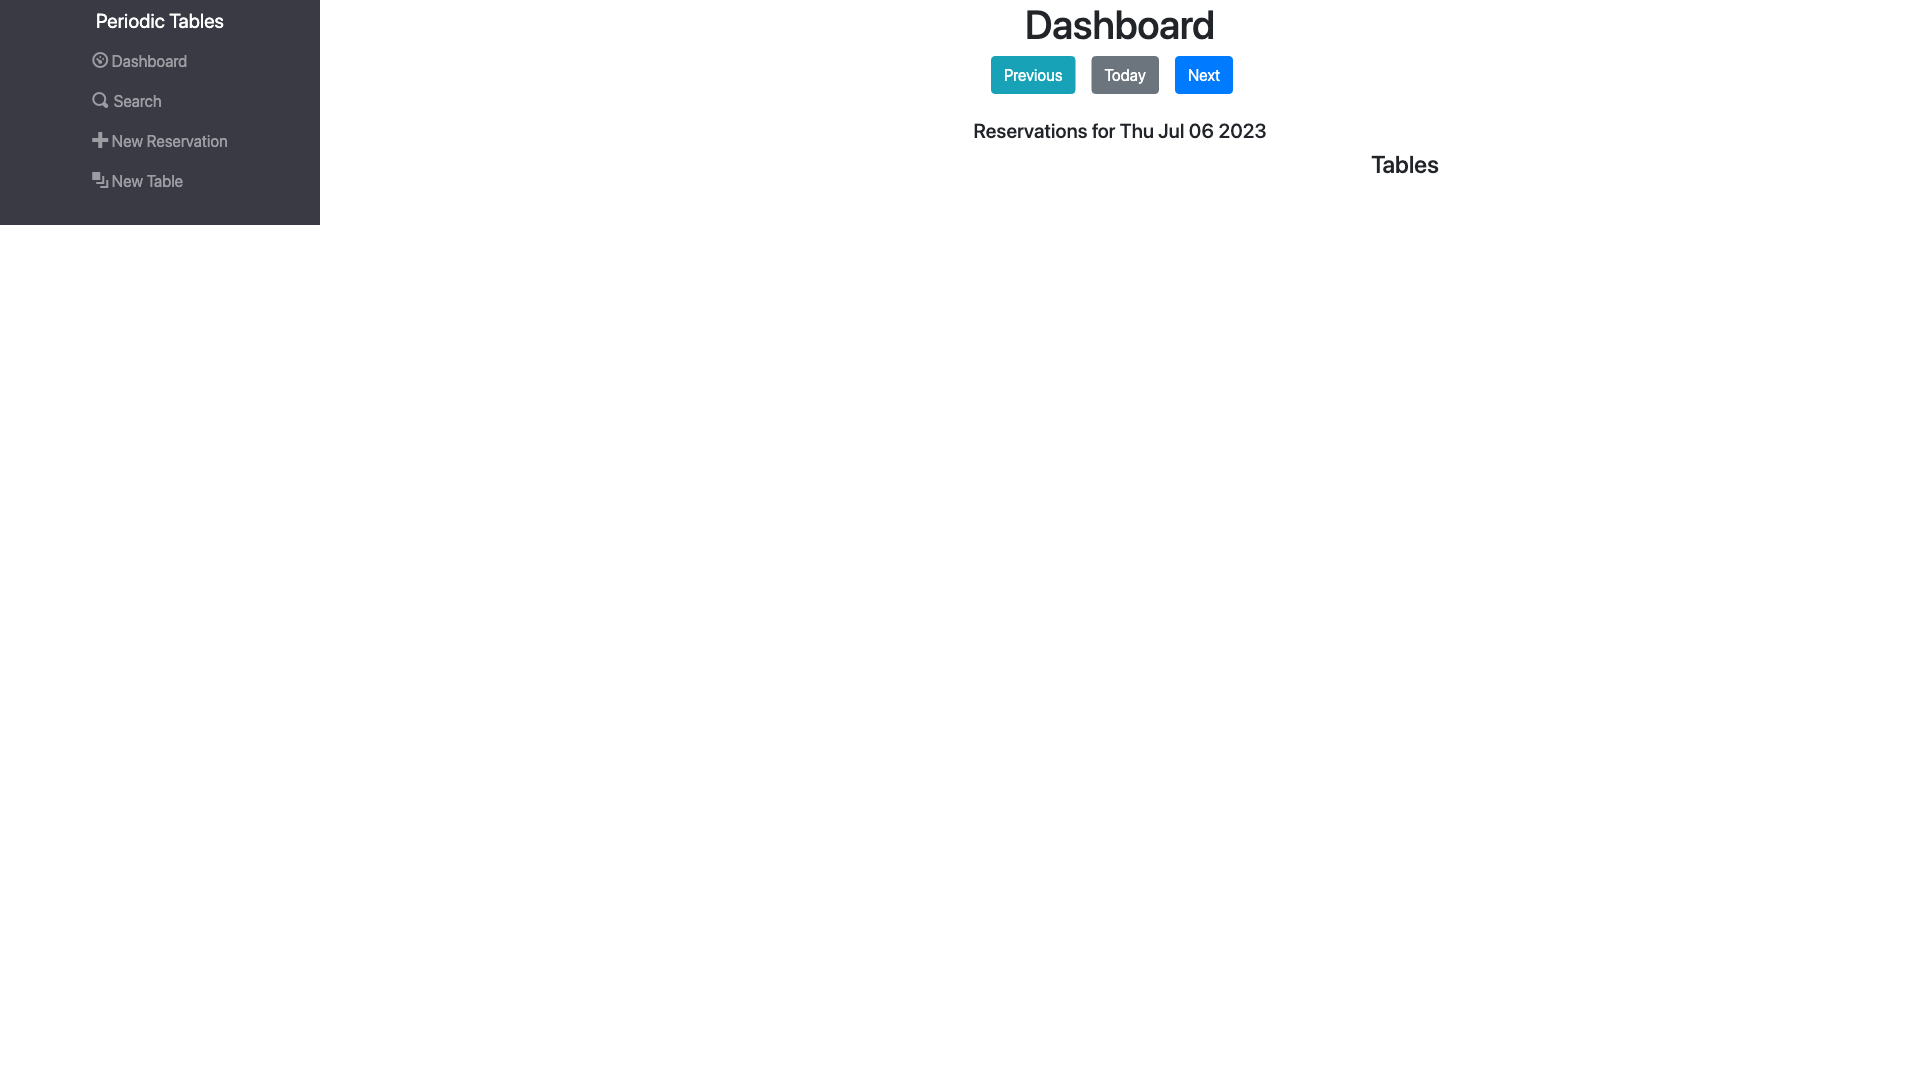 Periodic Tables
Dashboard
Search
New Reservation
New Table
Dashboard
Previous Today Next
Reservations for Thu Jul 06 2023
Tables